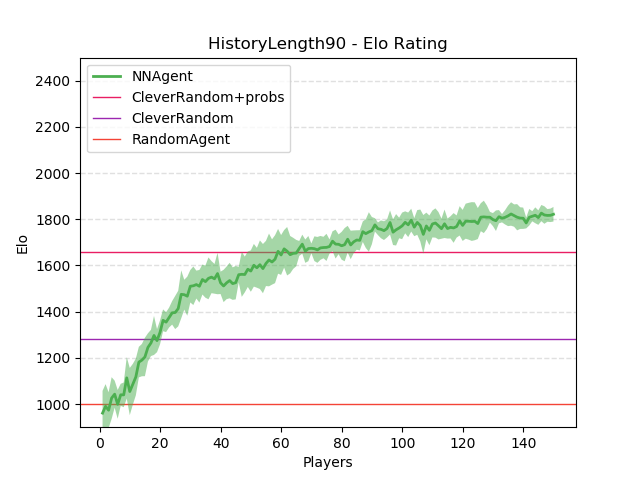 HistoryLength90 - Elo Rating
NNAgent
CleverRandom+probs
CleverRandom
RandomAgent
Elo
2400
2200
2000
1800
1600
1400
1200
1000
0 20 40 60 80 100 120 140
Players